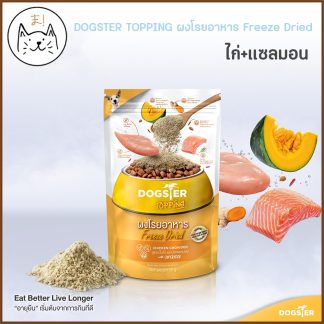 DOGSTER TOPPING ผงโรยอาหาร Freeze Dried
ไก่+แซลมอน
DOGSTER
TOPPING
ผงโรยอาหาร
Freeze Dried
Eat Better Live Longer
"อายุยืน" เริ่มต้นจากการกินที่ดี
DOGSTER